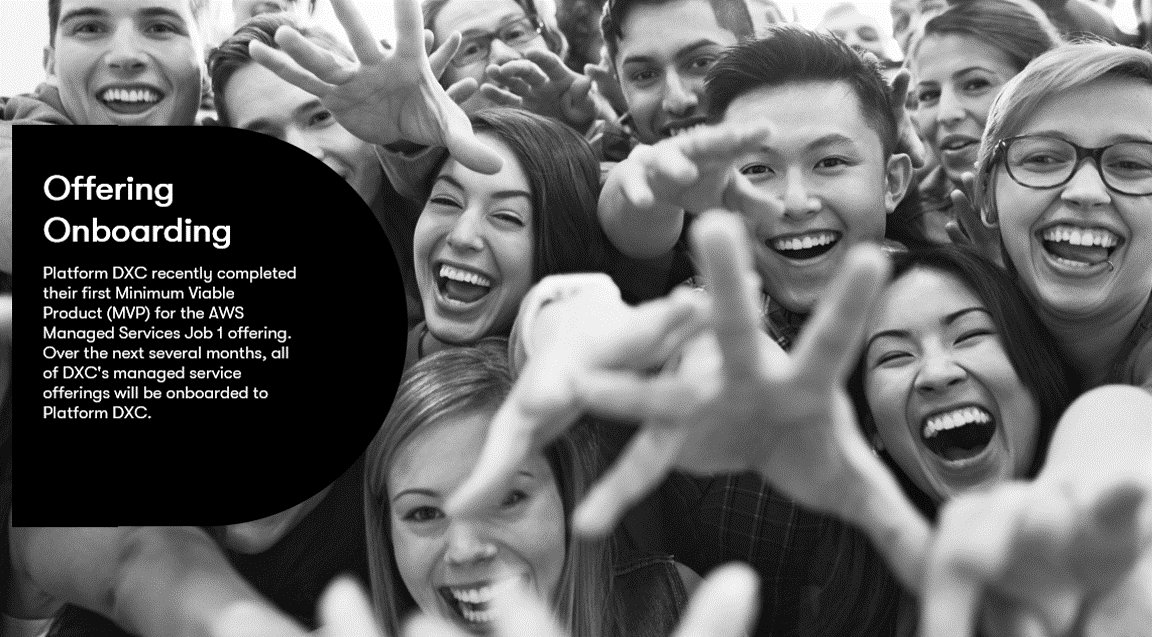 Offering
Onboarding
Platform DXC recently completed
their first Minimum Viable
Product (MVP) for the AWS
Managed Services Job 1 offering.
Over the next several months, all
of DXC's managed service
offerings will be onboarded to
Platform DXC.